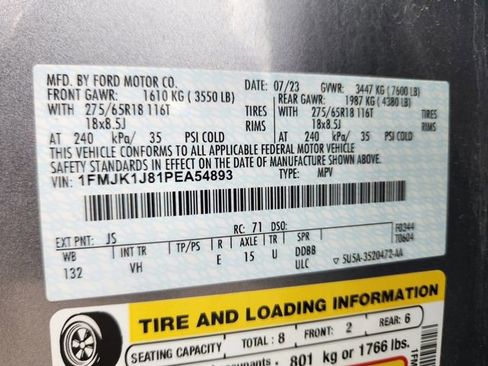 MFD. BY FORD MOTOR CO. DATE: 07/23 GVWR: 3447 KG (7600 LB)
FRONT GAWR: 1610 KG (3550 LB) REAR GAWR: 1987 KG (4380 LB)
WITH 275/65R18 116T TIRES WITH 275/65R18 116T TIRES
18x8.5J RIMS 18x8.5J RIMS
AT 240 kPa/ 35 PSI COLD AT 240 kPa/ 35 PSI COLD
THIS VEHICLE CONFORMS TO ALL APPLICABLE FEDERAL MOTOR VEHICLE
SAFETY STANDARDS IN EFFECT ON THE DATE OF MANUFACTURE SHOWN ABOVE.
VIN: 1FMJK1J81PEA54893 TYPE: MPV
F0344
T0604
EXT PNT: JS RC: 71 DSO:
WB INT TR TP/PS R AXLE TR SPR
132 VH E 15 U DDBB
ULC 5U5A-3520472-AA
TIRE AND LOADING INFORMATION
SEATING CAPACITY TOTAL: 8 FRONT: 2 REAR: 6
801 kg or 1766 lbs.